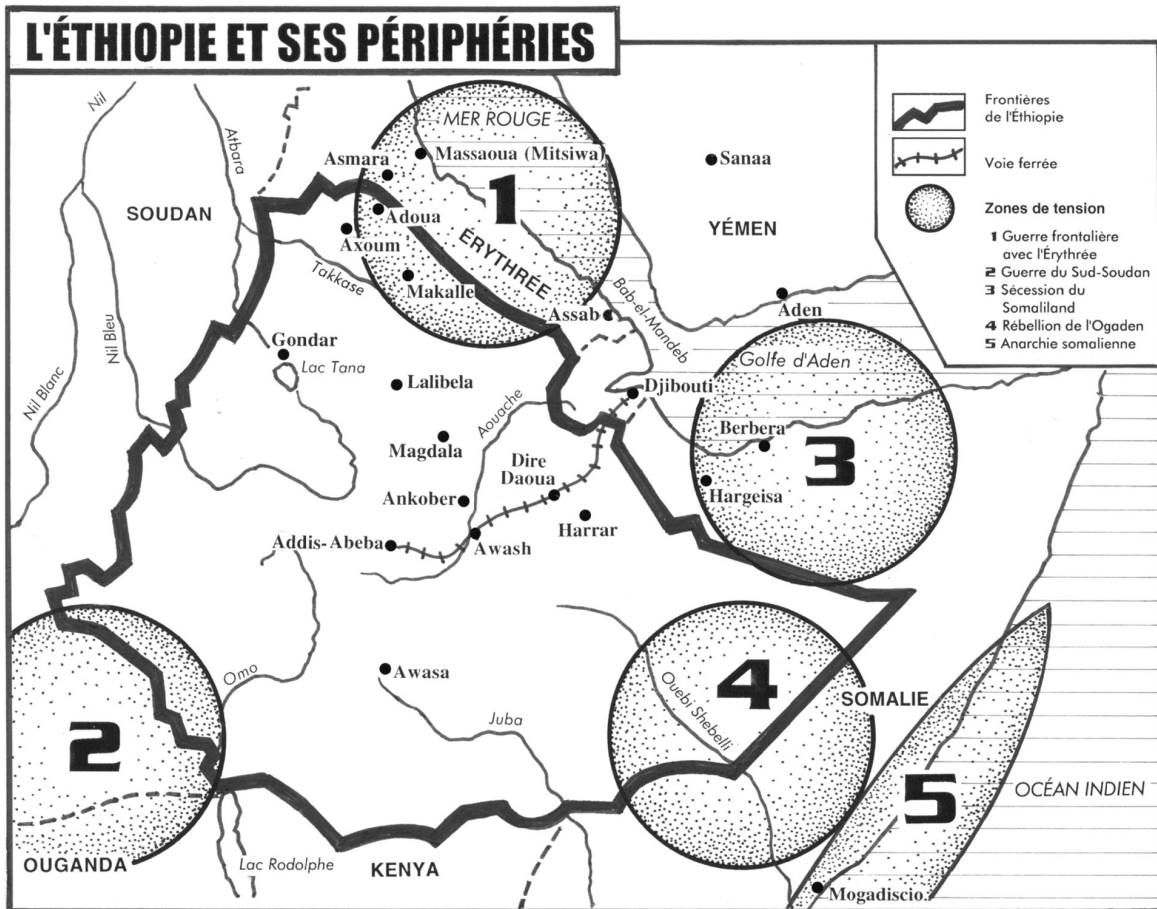 L'ÉTHIOPIE ET SES PÉRIPHÉRIES
Frontières
de l'Éthiopie
Voie ferrée
Zones de tension
1 Guerre frontalière
avec l'Érythrée
2 Guerre du Sud-Soudan
3 Sécession du
Somaliland
4 Rébellion de l'Ogaden
5 Anarchie somalienne
Nil
Atbara
MER ROUGE
Massaoua (Mitsiwa)
Asmara
Sanaa
1
SOUDAN
Adoua
Axoum
YÉMEN
ÉRYTHRÉE
Takkase
Makalle
Bab-el-Mandeb
Assab
Aden
Nil Bleu
Gondar
Lac Tana
Golfe d'Aden
Nil Blanc
Lalibela
Djibouti
Aouache
Berbera
Magdala
3
Dire
Daoua
Hargeisa
Ankober
Harrar
Addis-Abeba
Awash
Omo
Awasa
4
Ouebi Shebelli
SOMALIE
2
Juba
5
OCÉAN INDIEN
OUGANDA
Lac Rodolphe
KENYA
Mogadiscio